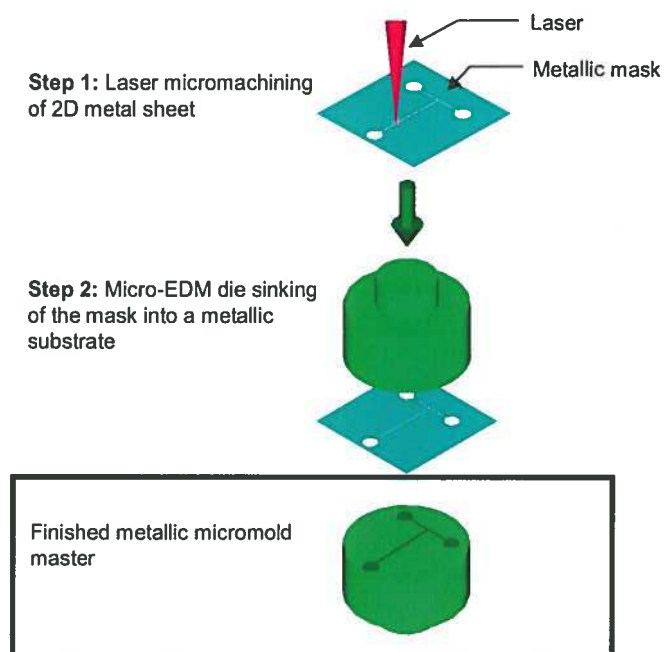 Laser
Metallic mask
Step 1: Laser micromachining
of 2D metal sheet
Step 2: Micro-EDM die sinking
of the mask into a metallic
substrate
Finished metallic micromold
master